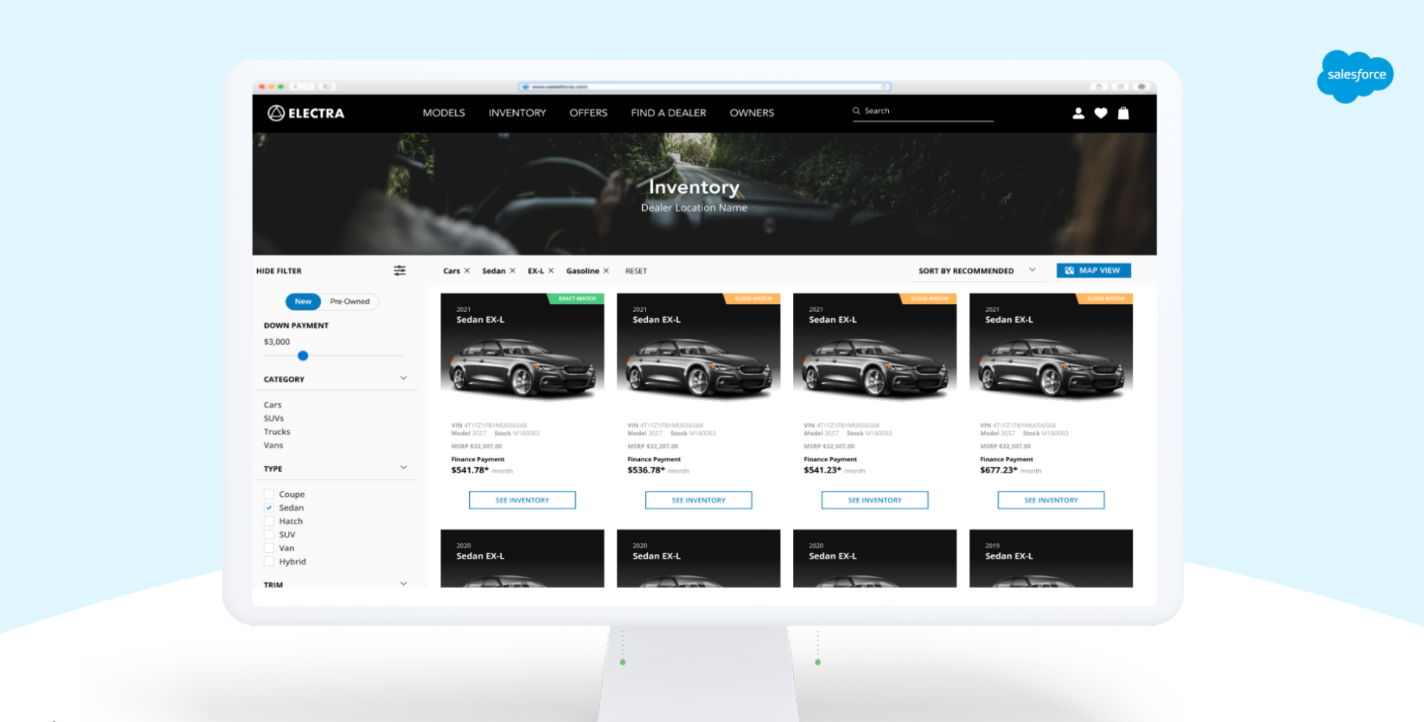 salesforce
www.salesforce.com
ELECTRA
MODELS INVENTORY OFFERS FIND A DEALER OWNERS Search
Inventory
Dealer Location Name
HIDE FILTER
Cars × Sedan × EX-L × Gasoline × RESET
SORT BY RECOMMENDED MAP VIEW
New Pre-Owned
DOWN PAYMENT
$3,000
CATEGORY
Cars
SUVs
Trucks
Vans
TYPE
Coupe
Sedan
Hatch
SUV
Van
Hybrid
TRIM
EXACT MATCH
2021
Sedan EX-L
VIN
Model 3557 Stock M180003
MSRP $32,507.00
Finance Payment
$541.78* /month
SEE INVENTORY
CLOSE MATCH
2021
Sedan EX-L
VIN
Model 3557 Stock M180003
MSRP $32,207.00
Finance Payment
$536.78* /month
SEE INVENTORY
CLOSE MATCH
2021
Sedan EX-L
VIN
Model 3557 Stock M180003
MSRP $32,507.00
Finance Payment
$541.23* /month
SEE INVENTORY
CLOSE MATCH
2021
Sedan EX-L
VIN
Model 3557 Stock M180003
MSRP $32,907.00
Finance Payment
$677.23* /month
SEE INVENTORY
2020
Sedan EX-L
2020
Sedan EX-L
2020
Sedan EX-L
2019
Sedan EX-L